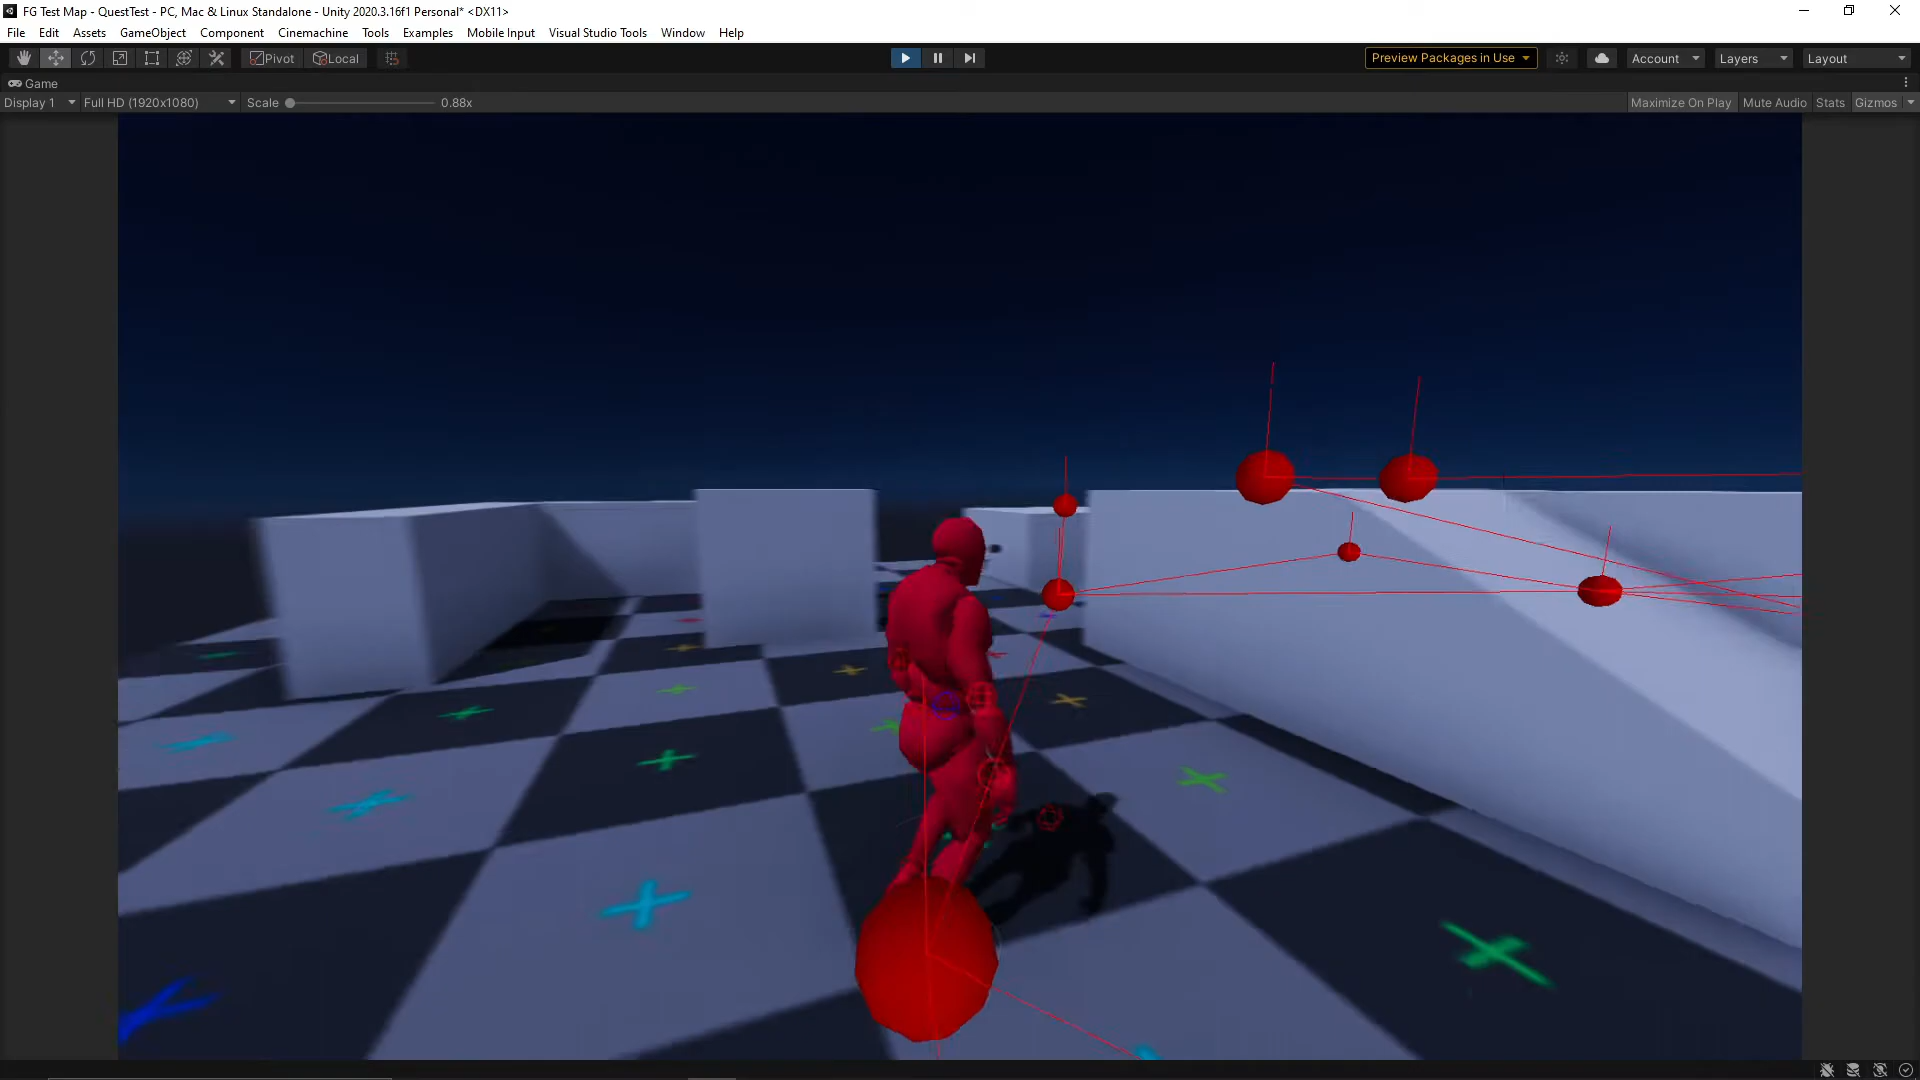 FG Test Map - QuestTest - PC, Mac & Linux Standalone - Unity 2020.3.16f1 Personal* <DX11>
File Edit Assets GameObject Component Cinemachine Tools Examples Mobile Input Visual Studio Tools Window Help
Pivot Local Preview Packages in Use Account Layers Layout
Game
Display 1 Full HD (1920x1080) Scale 0.88x Maximize On Play Mute Audio Stats Gizmos